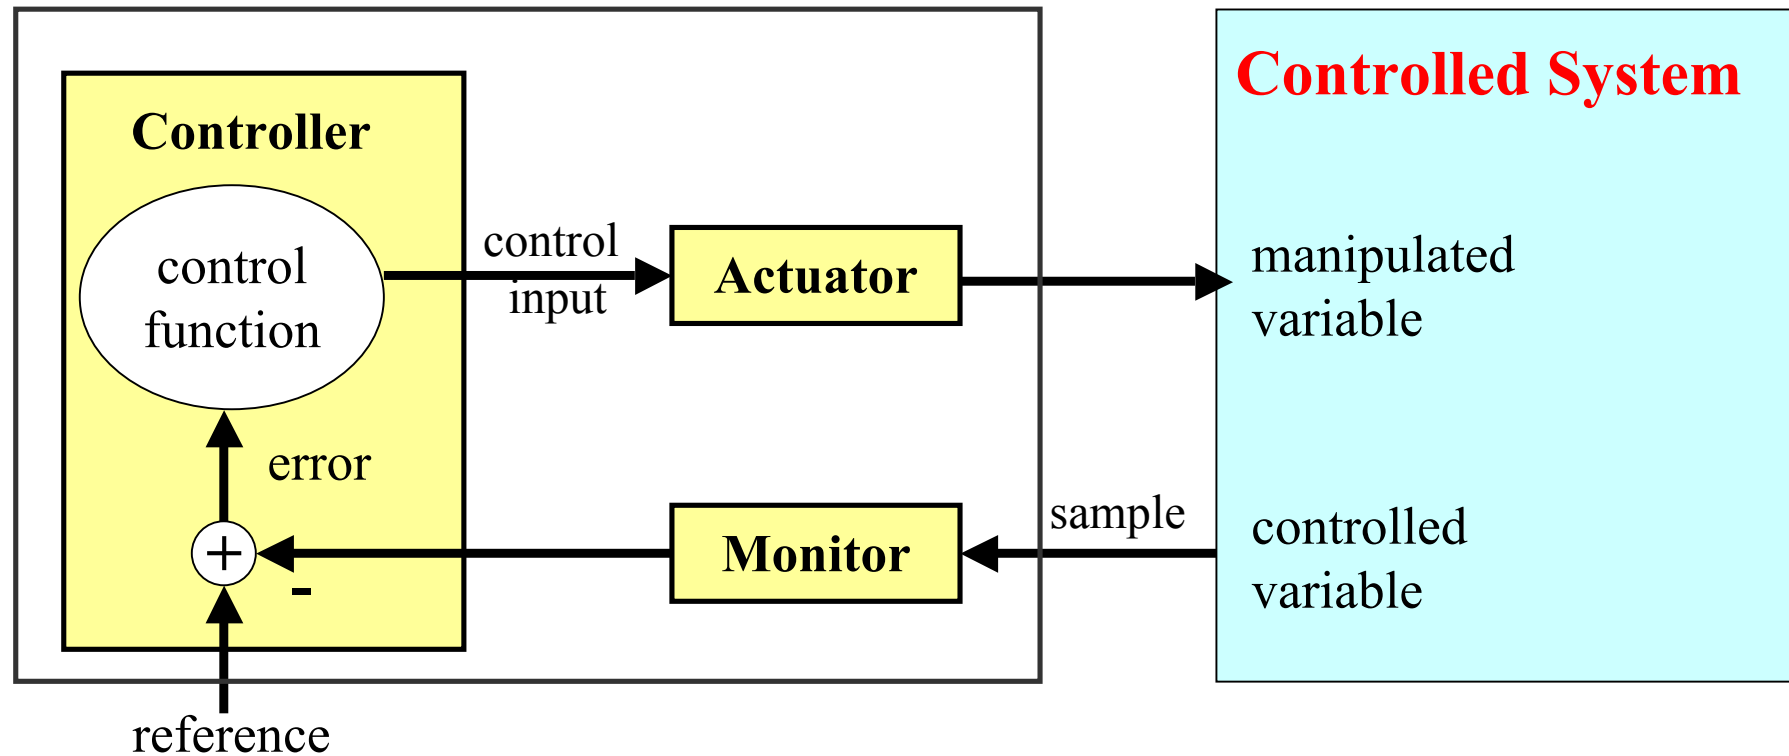 Controlled System
Controller
control
function
control
input
Actuator
manipulated
variable
error
+
-
Monitor
sample
controlled
variable
reference